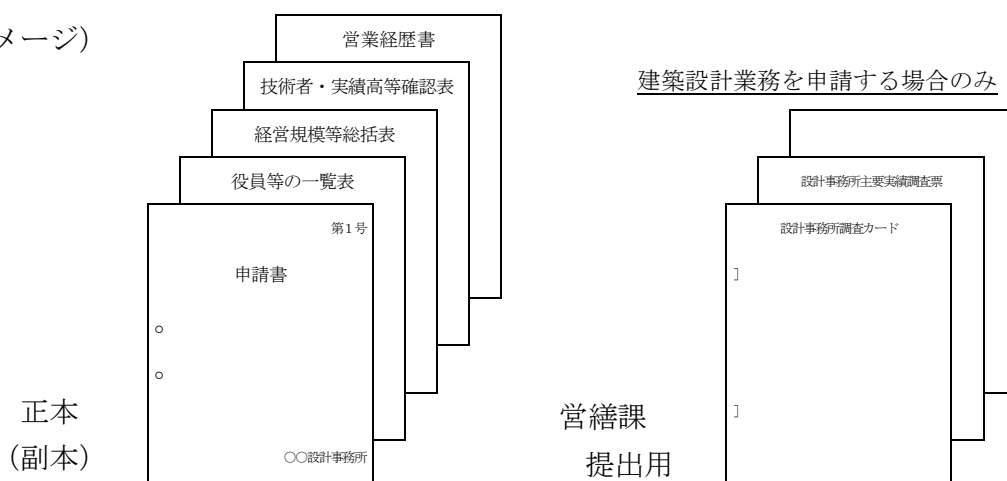 メージ）
営業経歴書
技術者・実績高等確認表
経営規模等総括表
役員等の一覧表
第1号
申請書
正本
（副本）
〇〇設計事務所
建築設計業務を申請する場合のみ
設計事務所主要実績調査票
設計事務所調査カード
営繕課
提出用